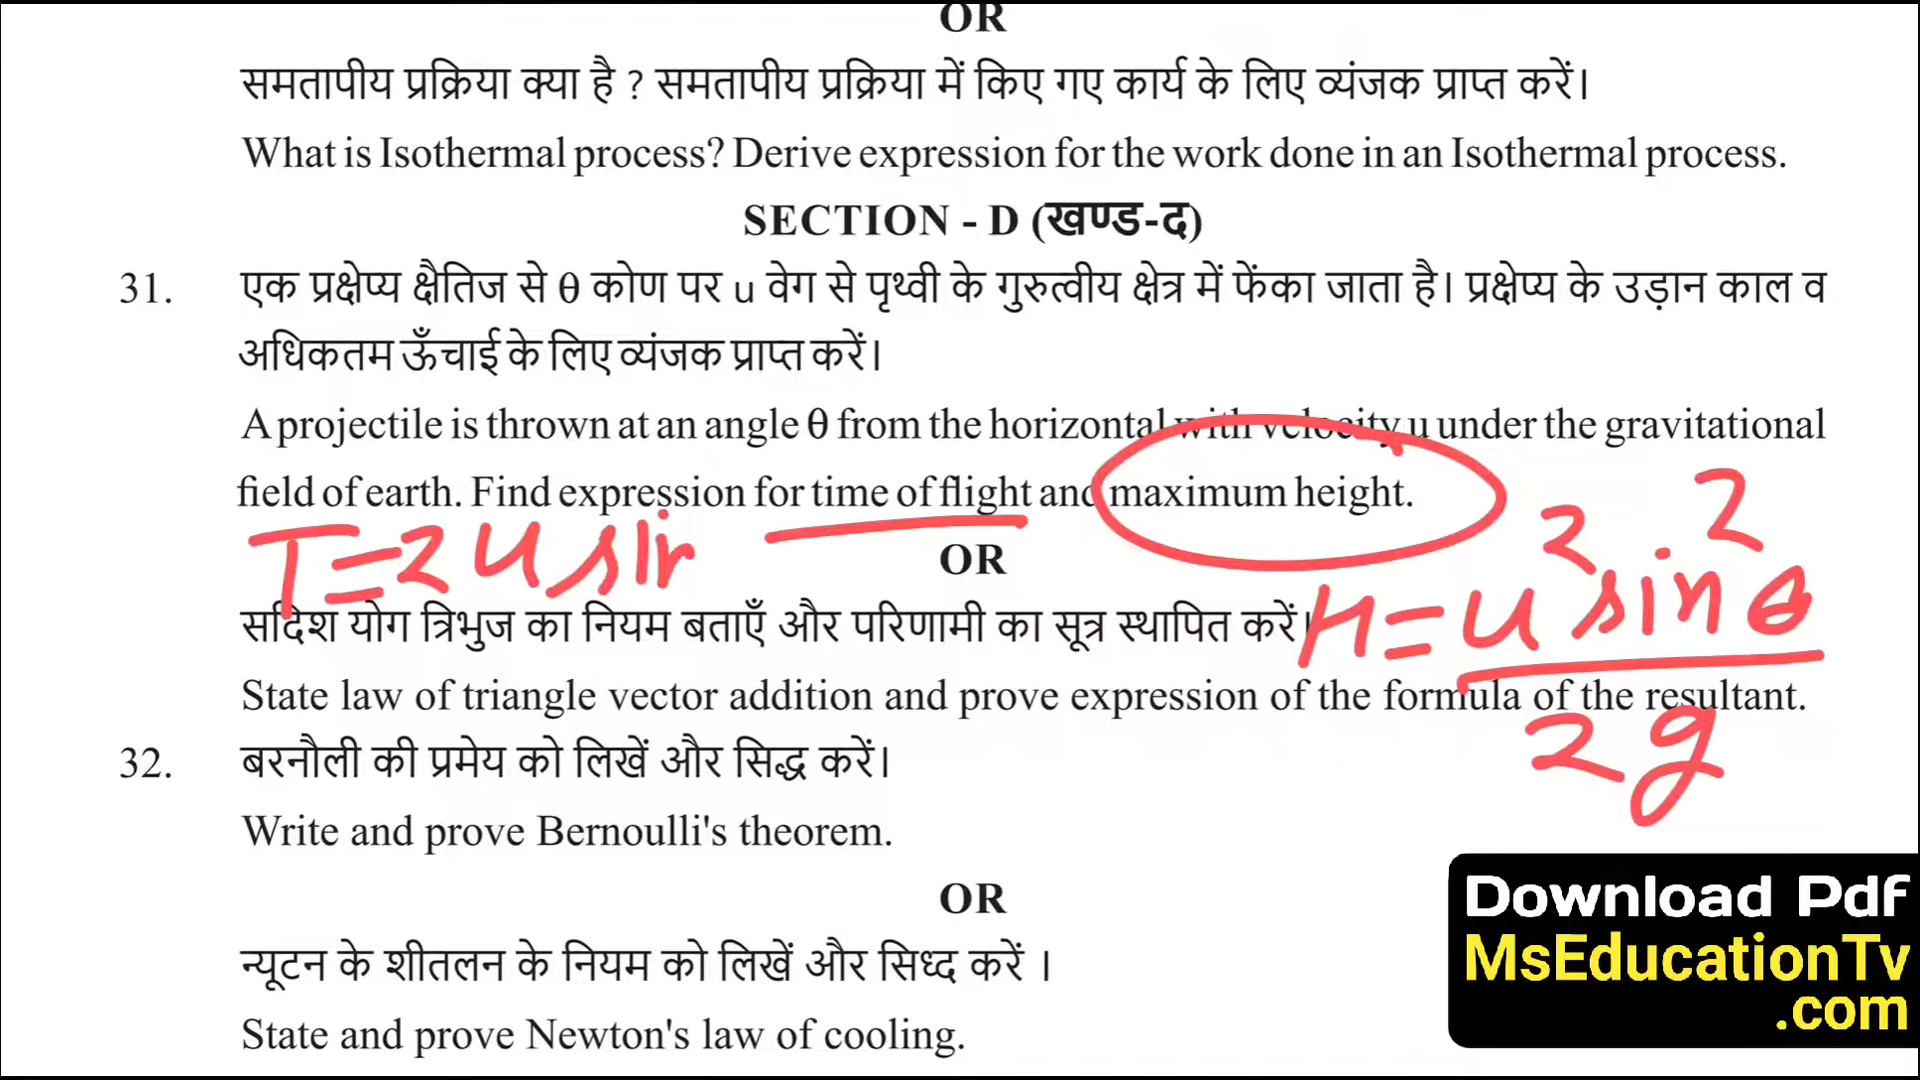 OR
समतापीय प्रक्रिया क्या है ? समतापीय प्रक्रिया में किए गए कार्य के लिए व्यंजक प्राप्त करें।
What is Isothermal process? Derive expression for the work done in an Isothermal process.
SECTION - D (खण्ड-द)
31. एक प्रक्षेप्य क्षैतिज से θ कोण पर u वेग से पृथ्वी के गुरुत्वीय क्षेत्र में फेंका जाता है। प्रक्षेप्य के उड़ान काल व
अधिकतम ऊँचाई के लिए व्यंजक प्राप्त करें।
A projectile is thrown at an angle θ from the horizontal with velocity u under the gravitational
field of earth. Find expression for time of flight and maximum height.
T=2usin
OR
H=u²sin²θ
2g
सदिश योग त्रिभुज का नियम बताएँ और परिणामी का सूत्र स्थापित करें।
State law of triangle vector addition and prove expression of the formula of the resultant.
32. बरनौली की प्रमेय को लिखें और सिद्ध करें।
Write and prove Bernoulli's theorem.
OR
न्यूटन के शीतलन के नियम को लिखें और सिध्द करें ।
State and prove Newton's law of cooling.
Download Pdf
MsEducationTv
.com